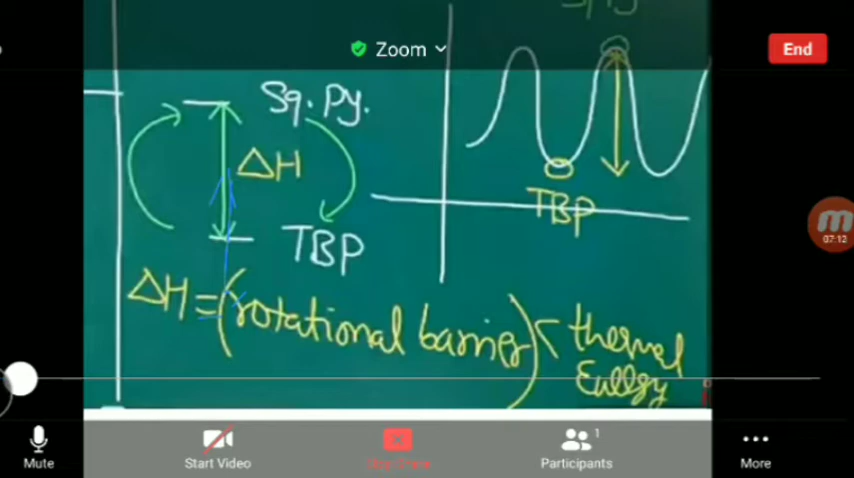 Zoom
End
Sq. Py.
ΔH
TBP
TBP
ΔH = (rotational barrier) < thermal
Energy
07:12
Mute
Start Video
Participants
1
More